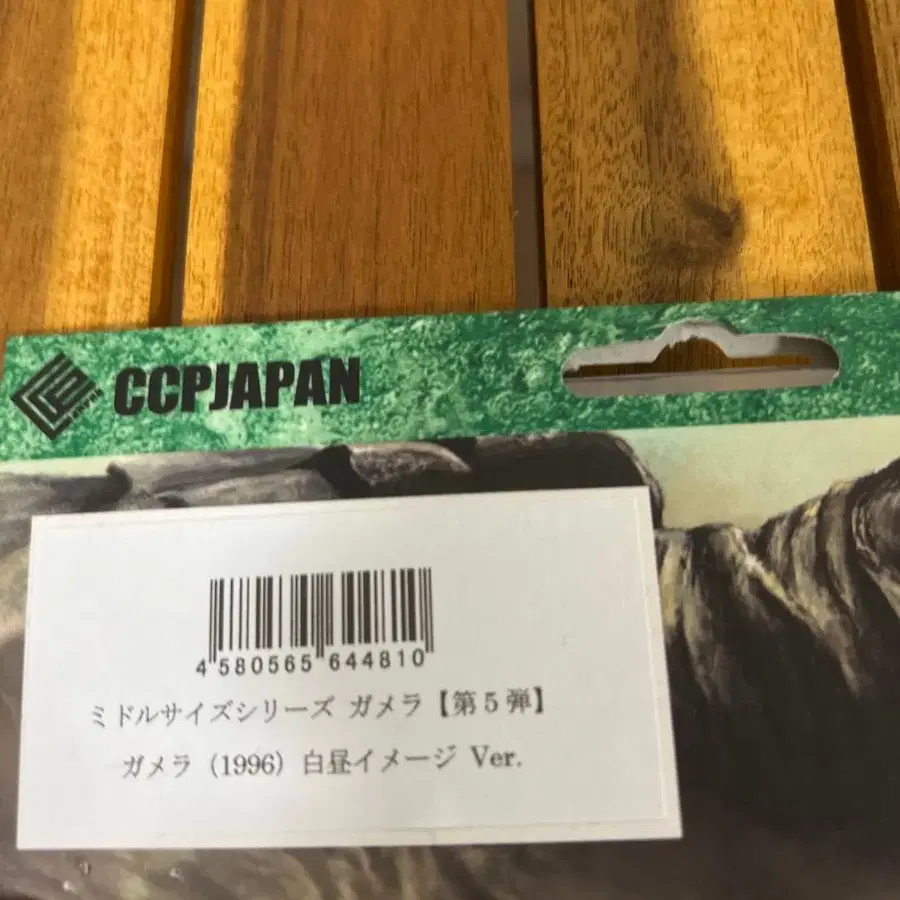 CCPJAPAN
4 580565 644810
ミドルサイズシリーズ ガメラ【第5弾】
ガメラ（1996）白昼イメージ Ver.